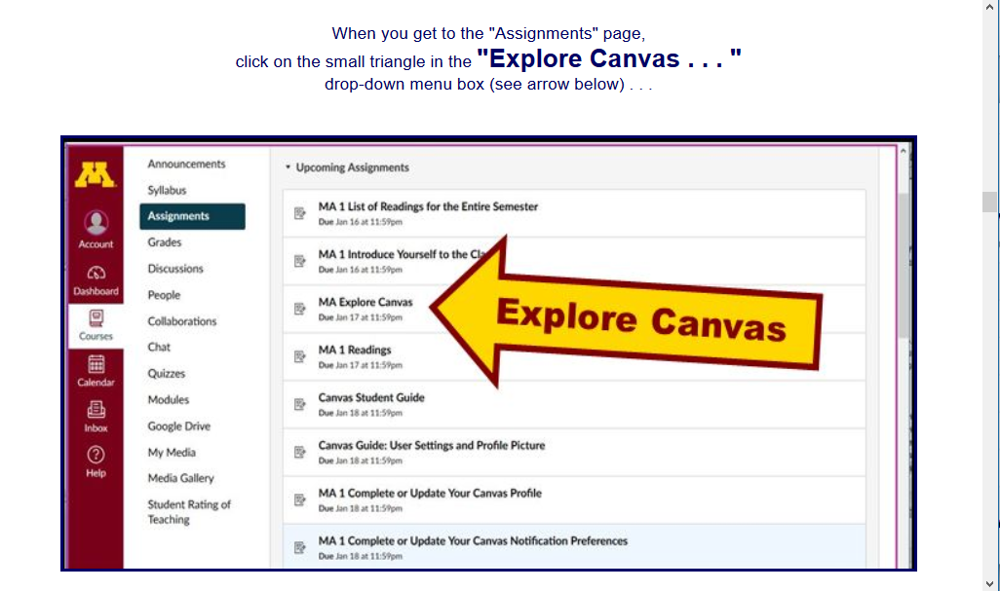 When you get to the "Assignments" page,
click on the small triangle in the "Explore Canvas . . . "
drop-down menu box (see arrow below) . . .
M
Account
Dashboard
Courses
Calendar
Inbox
Help
Announcements
Syllabus
Assignments
Grades
Discussions
People
Collaborations
Chat
Quizzes
Modules
Google Drive
My Media
Media Gallery
Student Rating of
Teaching
Upcoming Assignments
MA 1 List of Readings for the Entire Semester
Due Jan 16 at 11:59pm
MA 1 Introduce Yourself to the
Due Jan 16 at 11:59pm
MA Explore Canvas
Due Jan 17 at 11:59pm
Explore Canvas
MA 1 Readings
Due Jan 17 at 11:59pm
Canvas Student Guide
Due Jan 18 at 11:59pm
Canvas Guide: User Settings and Profile Picture
Due Jan 18 at 11:59pm
MA 1 Complete or Update Your Canvas Profile
Due Jan 18 at 11:59pm
MA 1 Complete or Update Your Canvas Notification Preferences
Due Jan 18 at 11:59pm